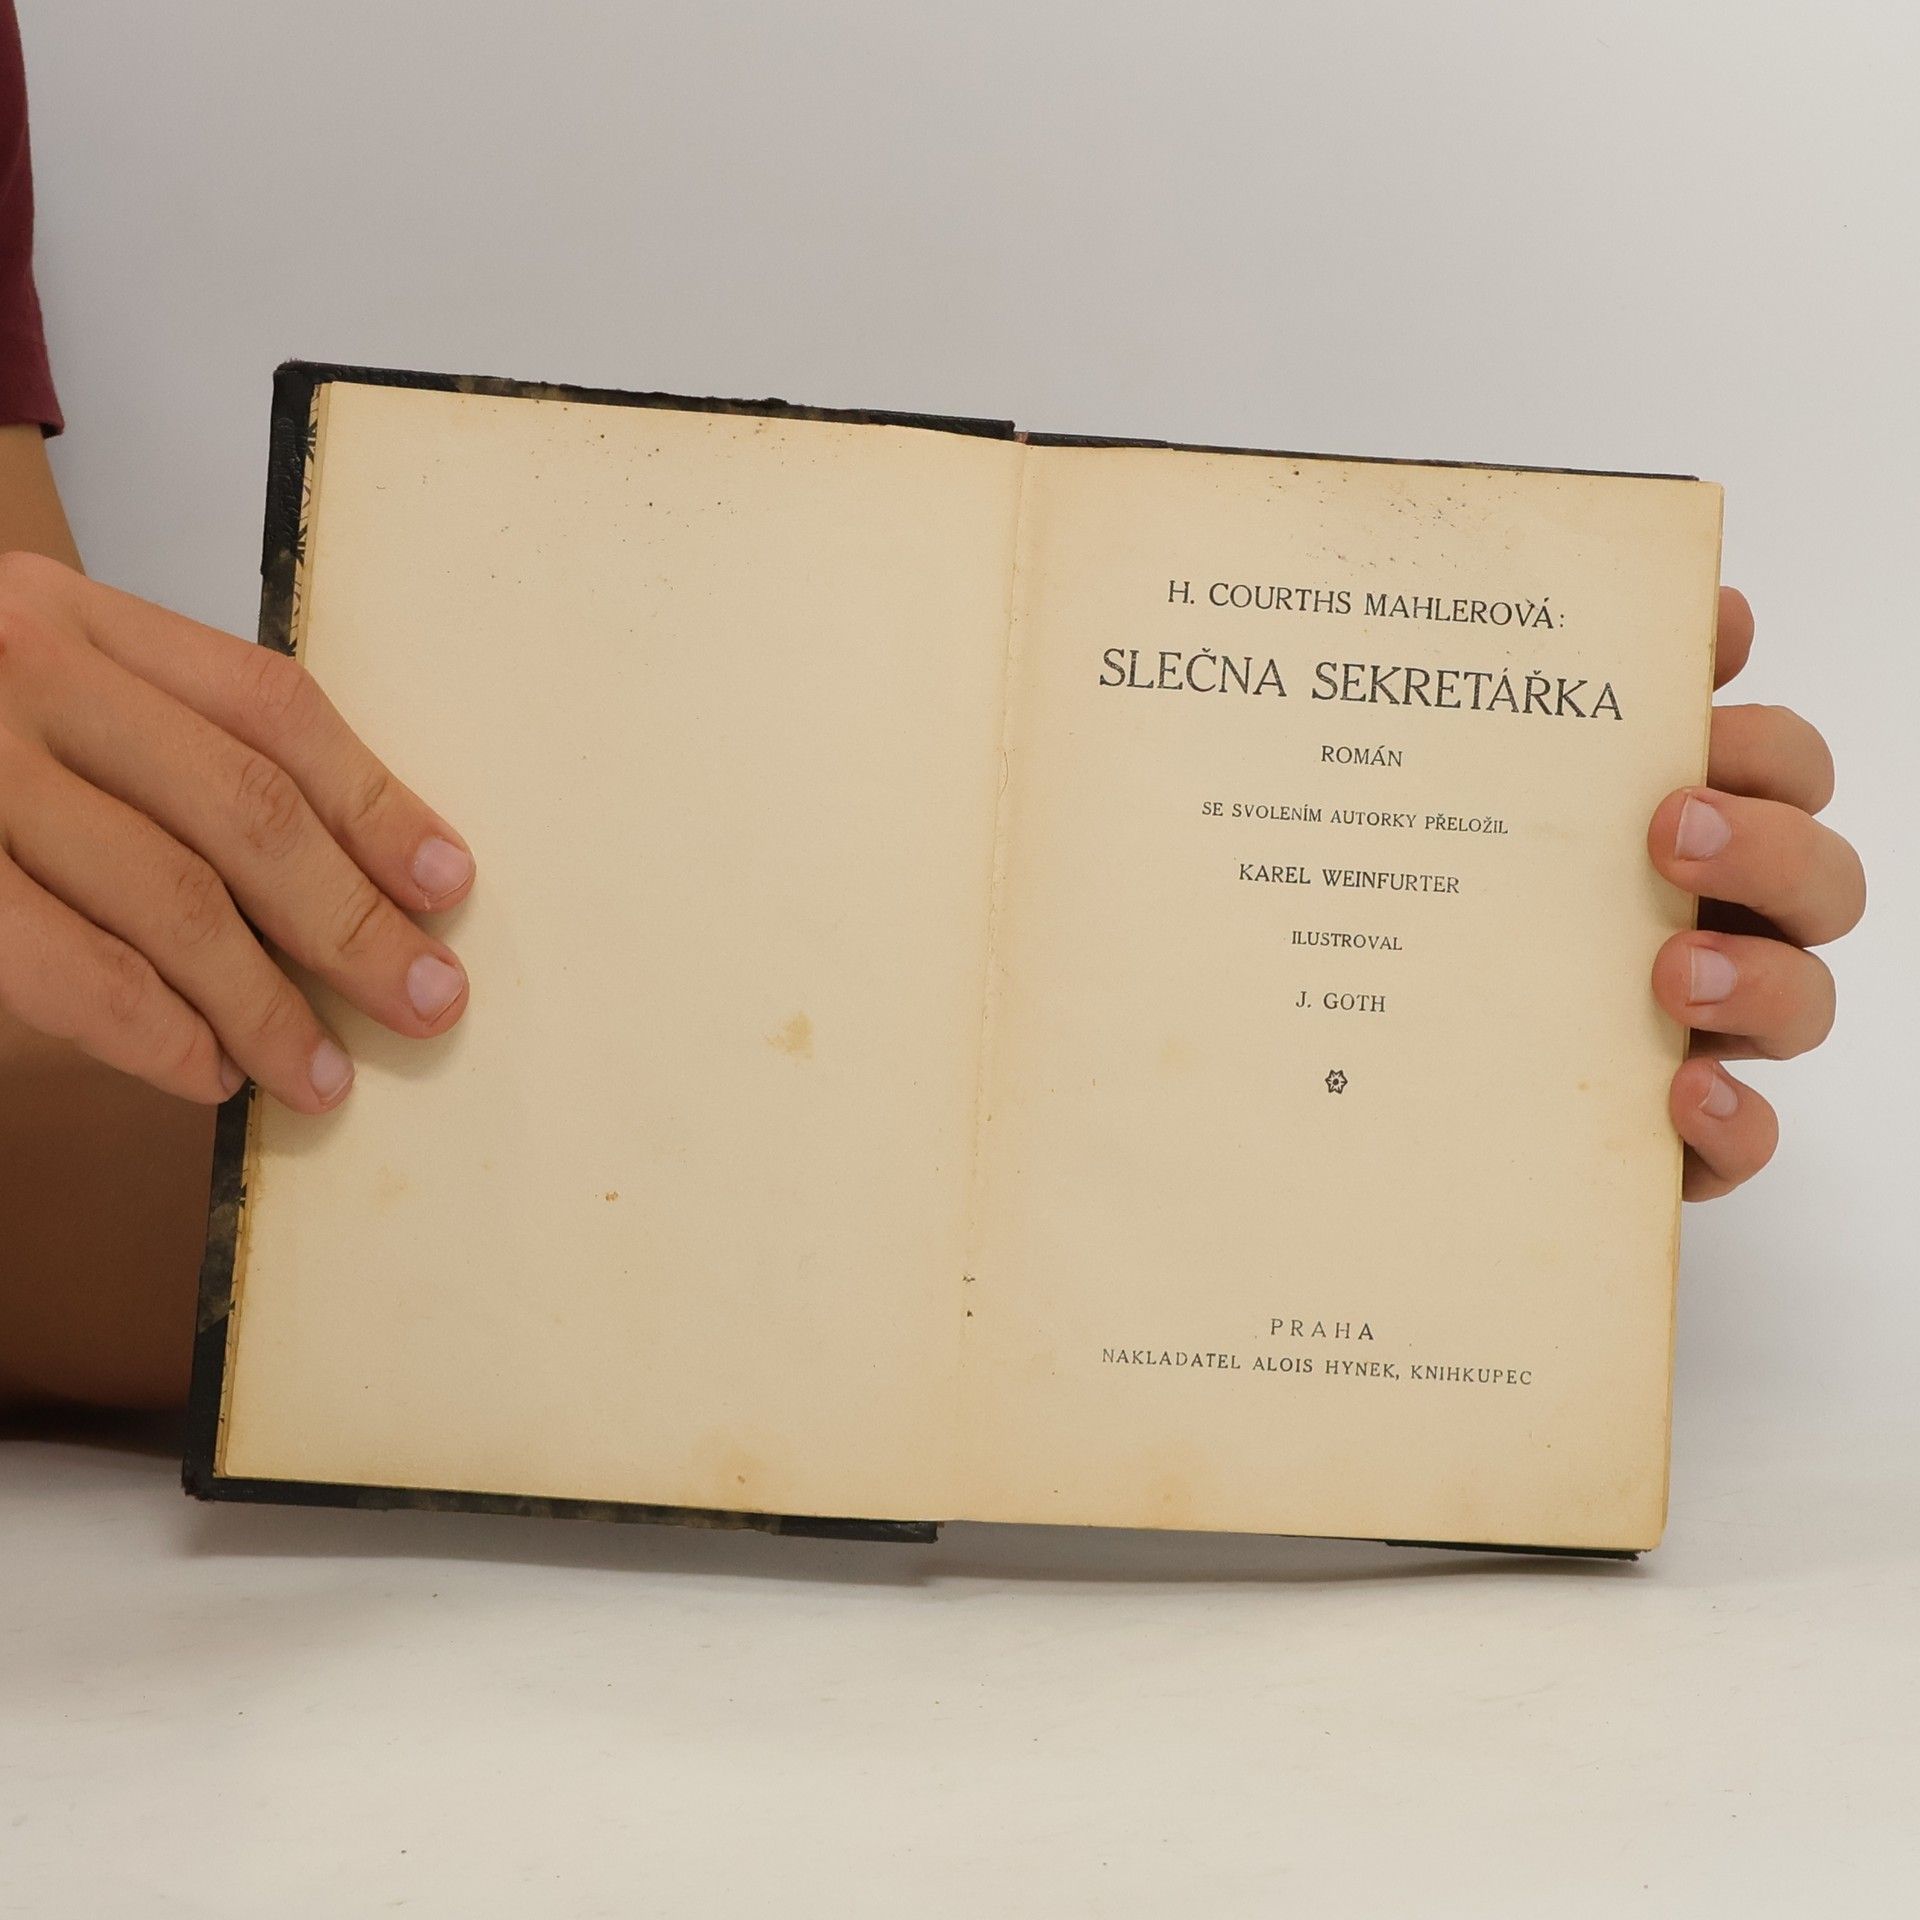 H. COURTHS MAHLEROVÁ:
SLEČNA SEKRETÁŘKA
ROMÁN
SE SVOLENÍM AUTORKY PŘELOŽIL
KAREL WEINFURTER
ILUSTROVAL
J. GOTH
PRAHA
NAKLADATEL ALOIS HYNEK, KNIHKUPEC